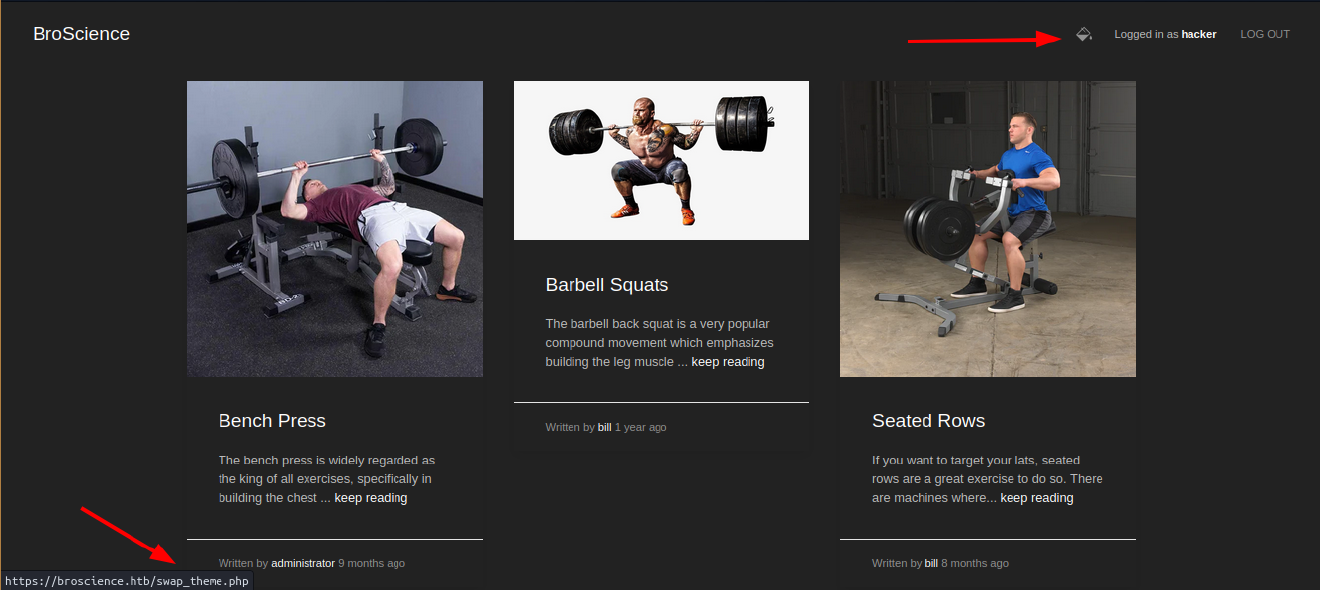 BroScience
Logged in as hacker
LOG OUT
Bench Press
The bench press is widely regarded as
the king of all exercises, specifically in
building the chest ... keep reading
Written by administrator 9 months ago
Barbell Squats
The barbell back squat is a very popular
compound movement which emphasizes
building the leg muscle ... keep reading
Written by bill 1 year ago
Seated Rows
If you want to target your lats, seated
rows are a great exercise to do so. There
are machines where... keep reading
Written by bill 8 months ago
https://broscience.htb/swap_theme.php